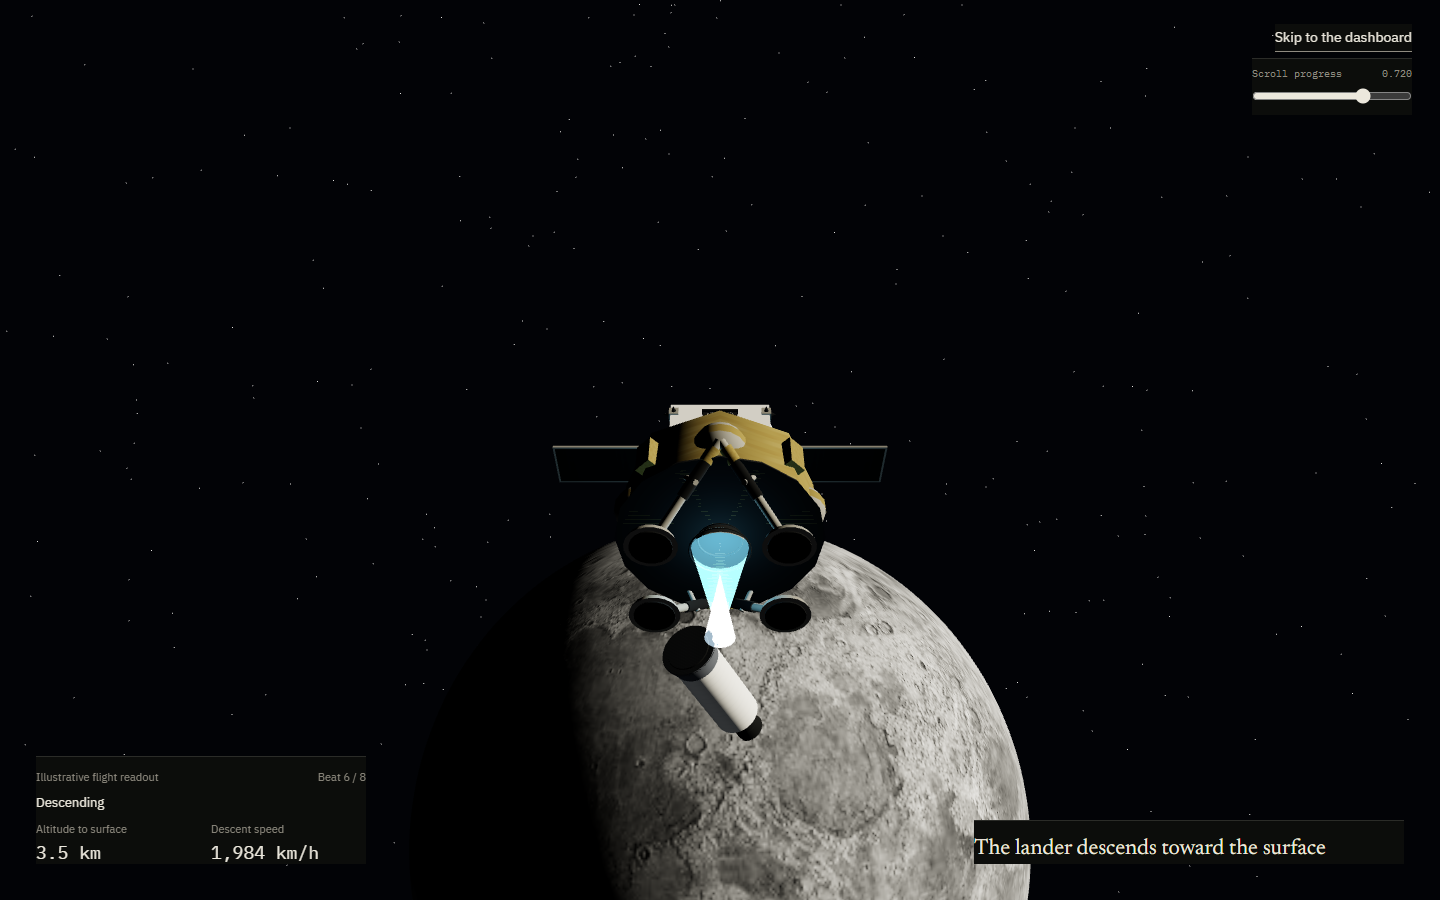 Skip to the dashboard
Scroll progress 0.720
Illustrative flight readout Beat 6 / 8
Descending
Altitude to surface Descent speed
3.5 km 1,984 km/h
The lander descends toward the surface